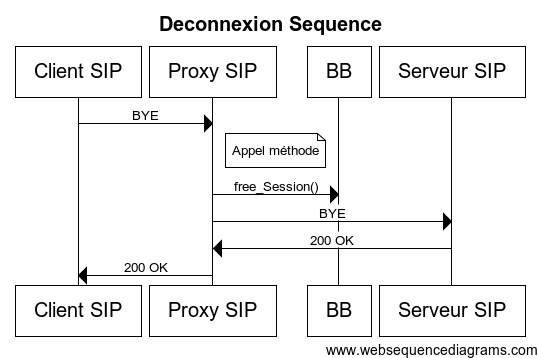 Deconnexion Sequence
Client SIP Proxy SIP BB Serveur SIP
BYE
Appel méthode
free_Session()
BYE
200 OK
200 OK
Client SIP Proxy SIP BB Serveur SIP
www.websequencediagrams.com